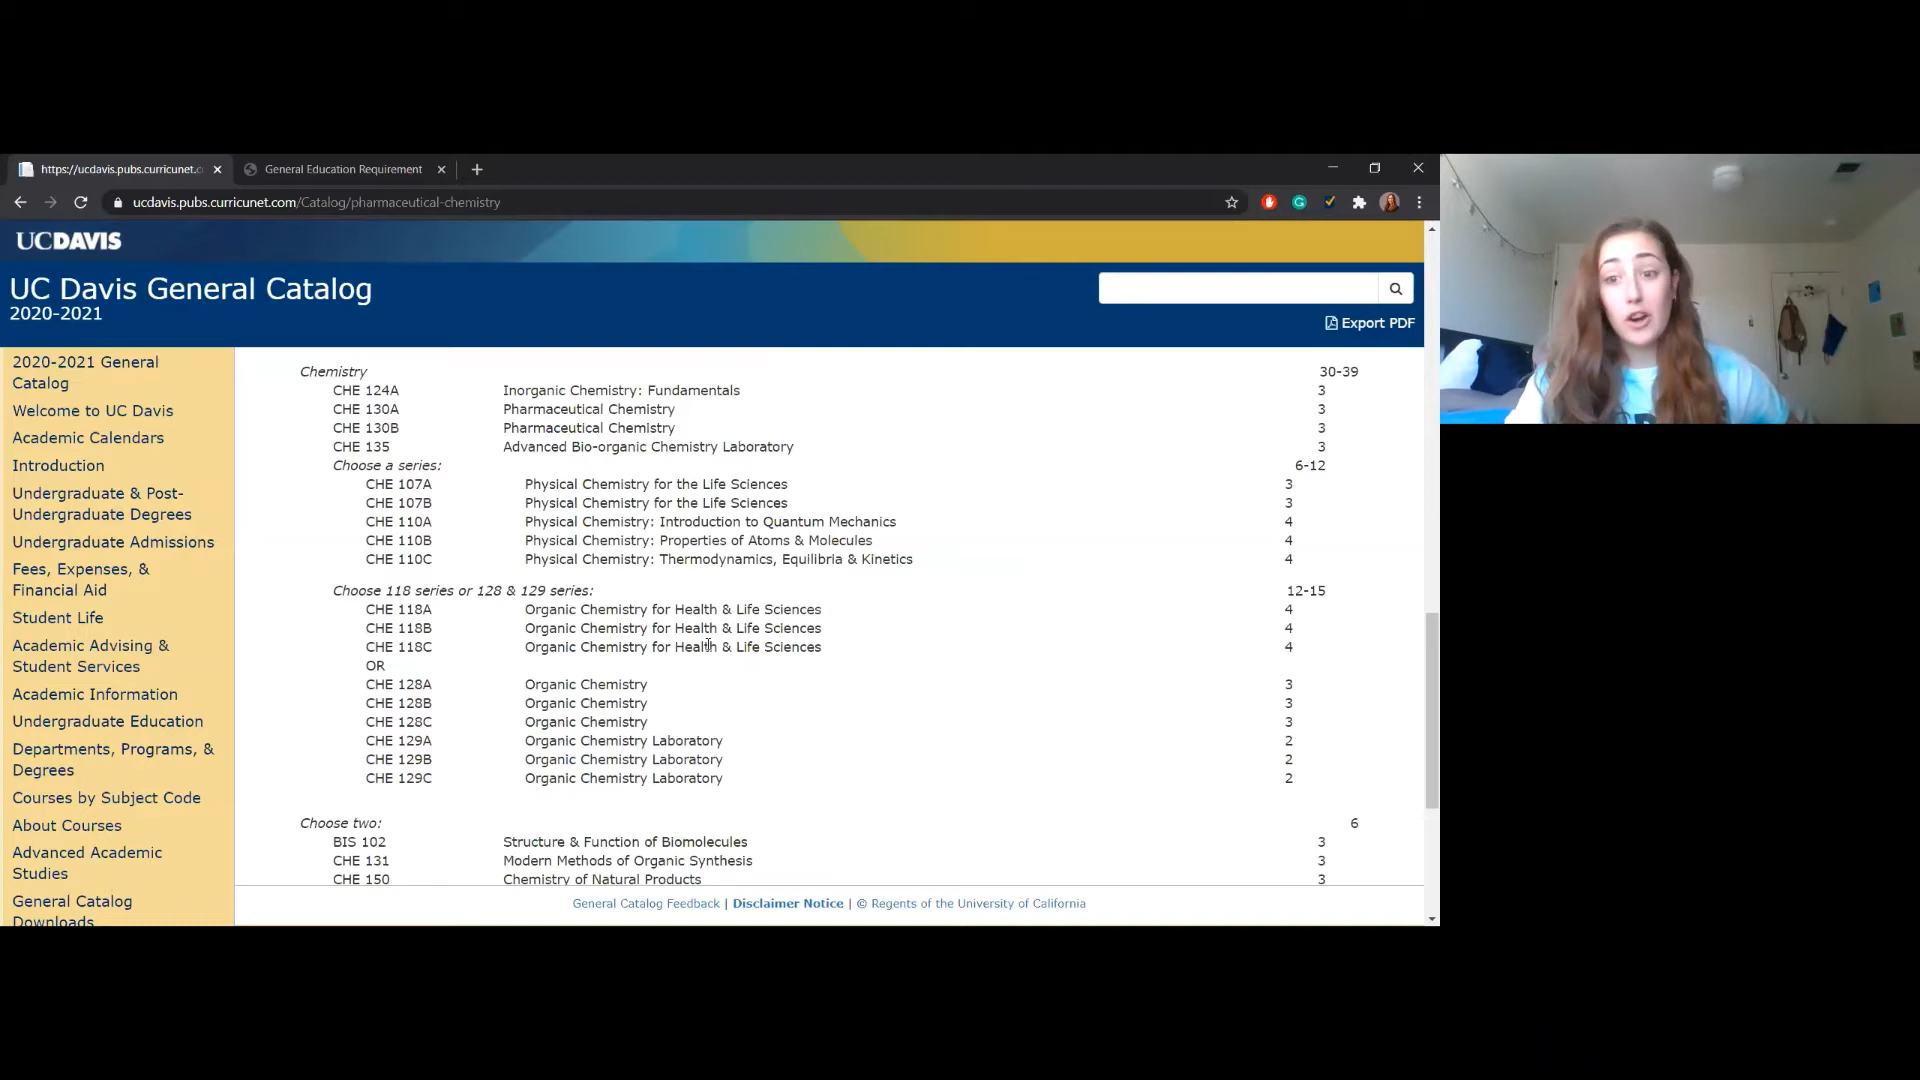 https://ucdavis.pubs.curricunet.c
General Education Requirement
ucdavis.pubs.curricunet.com/Catalog/pharmaceutical-chemistry
UCDAVIS
UC Davis General Catalog
2020-2021
Export PDF
2020-2021 General
Catalog
Welcome to UC Davis
Academic Calendars
Introduction
Undergraduate & Post-
Undergraduate Degrees
Undergraduate Admissions
Fees, Expenses, &
Financial Aid
Student Life
Academic Advising &
Student Services
Academic Information
Undergraduate Education
Departments, Programs, &
Degrees
Courses by Subject Code
About Courses
Advanced Academic
Studies
General Catalog
Downloads
Chemistry 30-39
CHE 124A Inorganic Chemistry: Fundamentals 3
CHE 130A Pharmaceutical Chemistry 3
CHE 130B Pharmaceutical Chemistry 3
CHE 135 Advanced Bio-organic Chemistry Laboratory 3
Choose a series: 6-12
CHE 107A Physical Chemistry for the Life Sciences 3
CHE 107B Physical Chemistry for the Life Sciences 3
CHE 110A Physical Chemistry: Introduction to Quantum Mechanics 4
CHE 110B Physical Chemistry: Properties of Atoms & Molecules 4
CHE 110C Physical Chemistry: Thermodynamics, Equilibria & Kinetics 4
Choose 118 series or 128 & 129 series: 12-15
CHE 118A Organic Chemistry for Health & Life Sciences 4
CHE 118B Organic Chemistry for Health & Life Sciences 4
CHE 118C Organic Chemistry for Health & Life Sciences 4
OR
CHE 128A Organic Chemistry 3
CHE 128B Organic Chemistry 3
CHE 128C Organic Chemistry 3
CHE 129A Organic Chemistry Laboratory 2
CHE 129B Organic Chemistry Laboratory 2
CHE 129C Organic Chemistry Laboratory 2
Choose two: 6
BIS 102 Structure & Function of Biomolecules 3
CHE 131 Modern Methods of Organic Synthesis 3
CHE 150 Chemistry of Natural Products 3
General Catalog Feedback | Disclaimer Notice | © Regents of the University of California